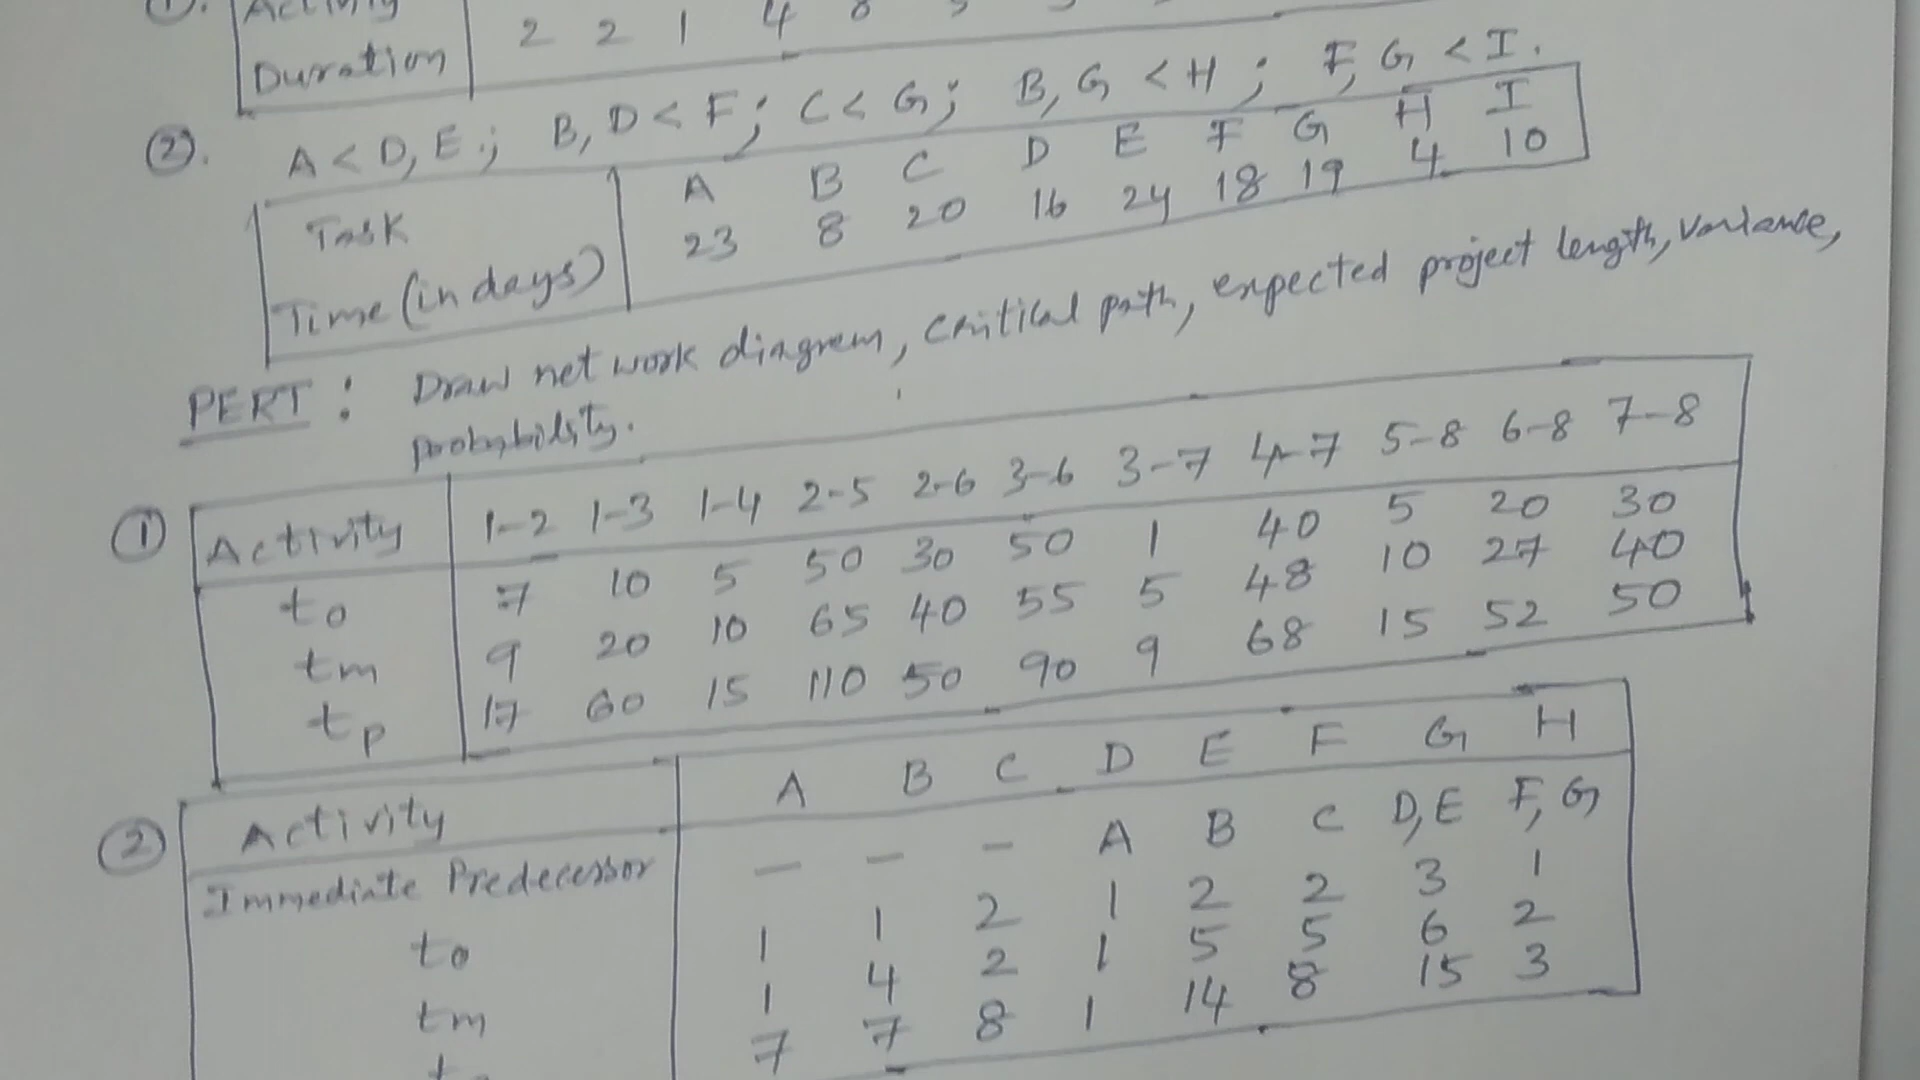 Activity
Duration 2 2 1 4 8
②. A < D, E ; B, D < F ; C < G ; B, G < H ; F, G < I .
Task A B C D E F G H I
Time (in days) 23 8 20 16 24 18 19 4 10
PERT : Draw net work diagram, critical path, expected project length, variance,
probability.
① Activity 1-2 1-3 1-4 2-5 2-6 3-6 3-7 4-7 5-8 6-8 7-8
to 7 10 5 50 30 50 1 40 5 20 30
tm 9 20 10 65 40 55 5 48 10 27 40
tp 17 60 15 110 50 90 9 68 15 52 50
② Activity A B C D E F G H
Immediate Predecessor — — — A B C D,E F, G
to 1 1 2 1 2 2 3 1
tm 1 4 2 1 5 5 6 2
7 7 8 1 14 8 15 3